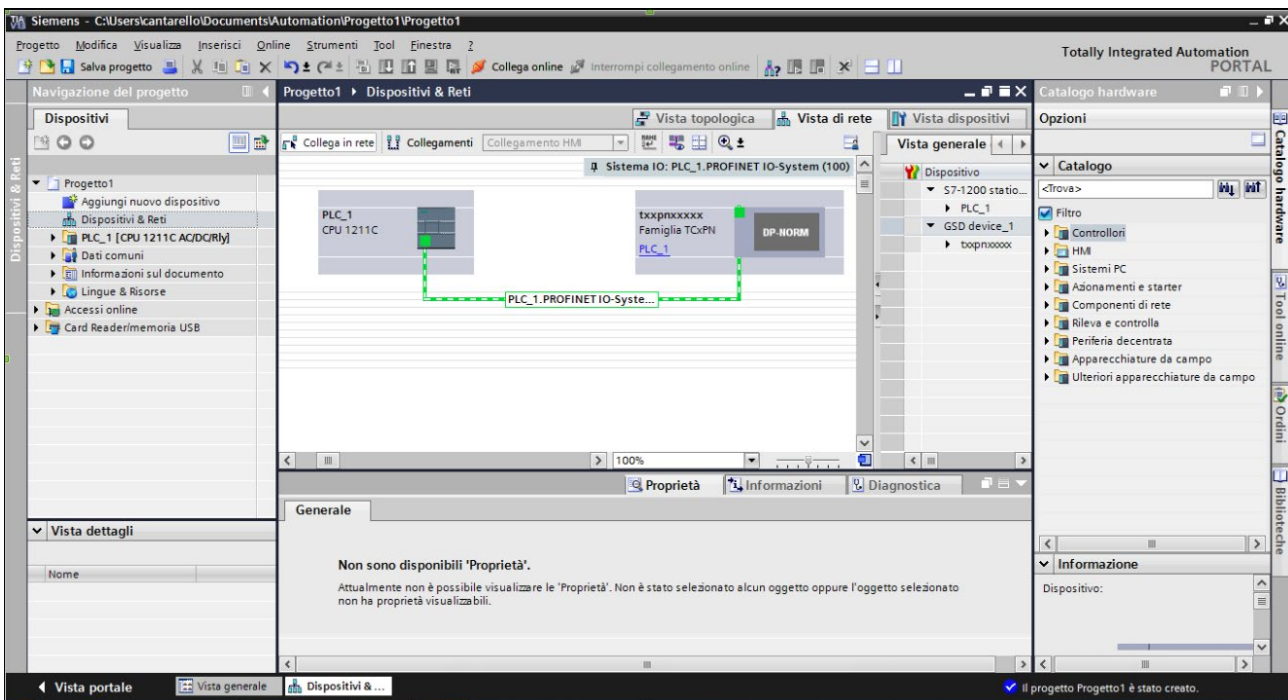 Siemens - C:\Users\cantarello\Documents\Automation\Progetto1\Progetto1
Progetto Modifica Visualizza Inserisci Online Strumenti Tool Finestra ?
Totally Integrated Automation
PORTAL
Salva progetto Collega online Interrompi collegamento online
Navigazione del progetto
Dispositivi
Dispositivi & Reti
Progetto1
Aggiungi nuovo dispositivo
Dispositivi & Reti
PLC_1 [CPU 1211C AC/DC/Rly]
Dati comuni
Informazioni sul documento
Lingue & Risorse
Accessi online
Card Reader/memoria USB
Vista dettagli
Nome
Progetto1 Dispositivi & Reti
Vista topologica Vista di rete Vista dispositivi
Collega in rete Collegamenti Collegamento HMI
Sistema IO: PLC_1.PROFINET IO-System (100)
PLC_1
CPU 1211C
txxpnxxxxx
Famiglia TCxPN
PLC_1
DP-NORM
PLC_1.PROFINET IO-Syste...
100%
Vista generale
Dispositivo
S7-1200 statio...
PLC_1
GSD device_1
txxpnxxxxx
Proprietà Informazioni Diagnostica
Generale
Non sono disponibili 'Proprietà'.
Attualmente non è possibile visualizzare le 'Proprietà'. Non è stato selezionato alcun oggetto oppure l'oggetto selezionato
non ha proprietà visualizzabili.
Catalogo hardware
Opzioni
Catalogo
<Trova>
Filtro
Controllori
HMI
Sistemi PC
Azionamenti e starter
Componenti di rete
Rileva e controlla
Periferia decentrata
Apparecchiature da campo
Ulteriori apparecchiature da campo
Informazione
Dispositivo:
Catalogo hardware
Tool online
Ordini
Biblioteche
Vista portale Vista generale Dispositivi & ...
Il progetto Progetto1 è stato creato.